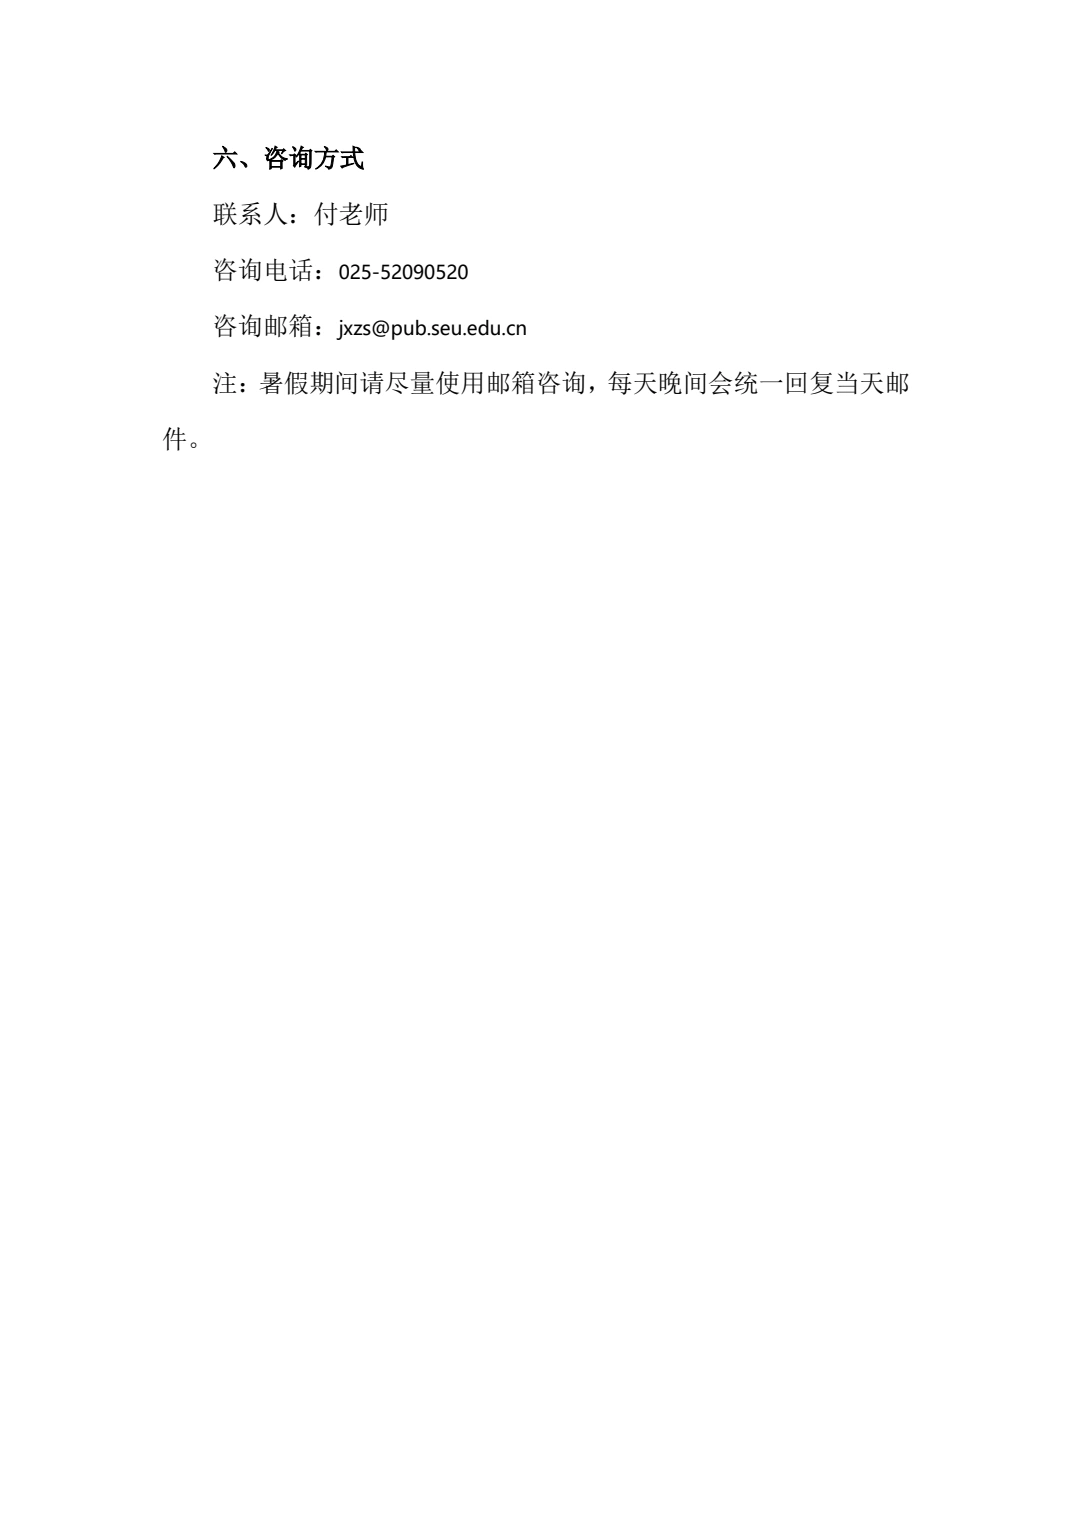 六、咨询方式
联系人：付老师
咨询电话：025-52090520
咨询邮箱：jxzs@pub.seu.edu.cn
注：暑假期间请尽量使用邮箱咨询，每天晚间会统一回复当天邮
件。